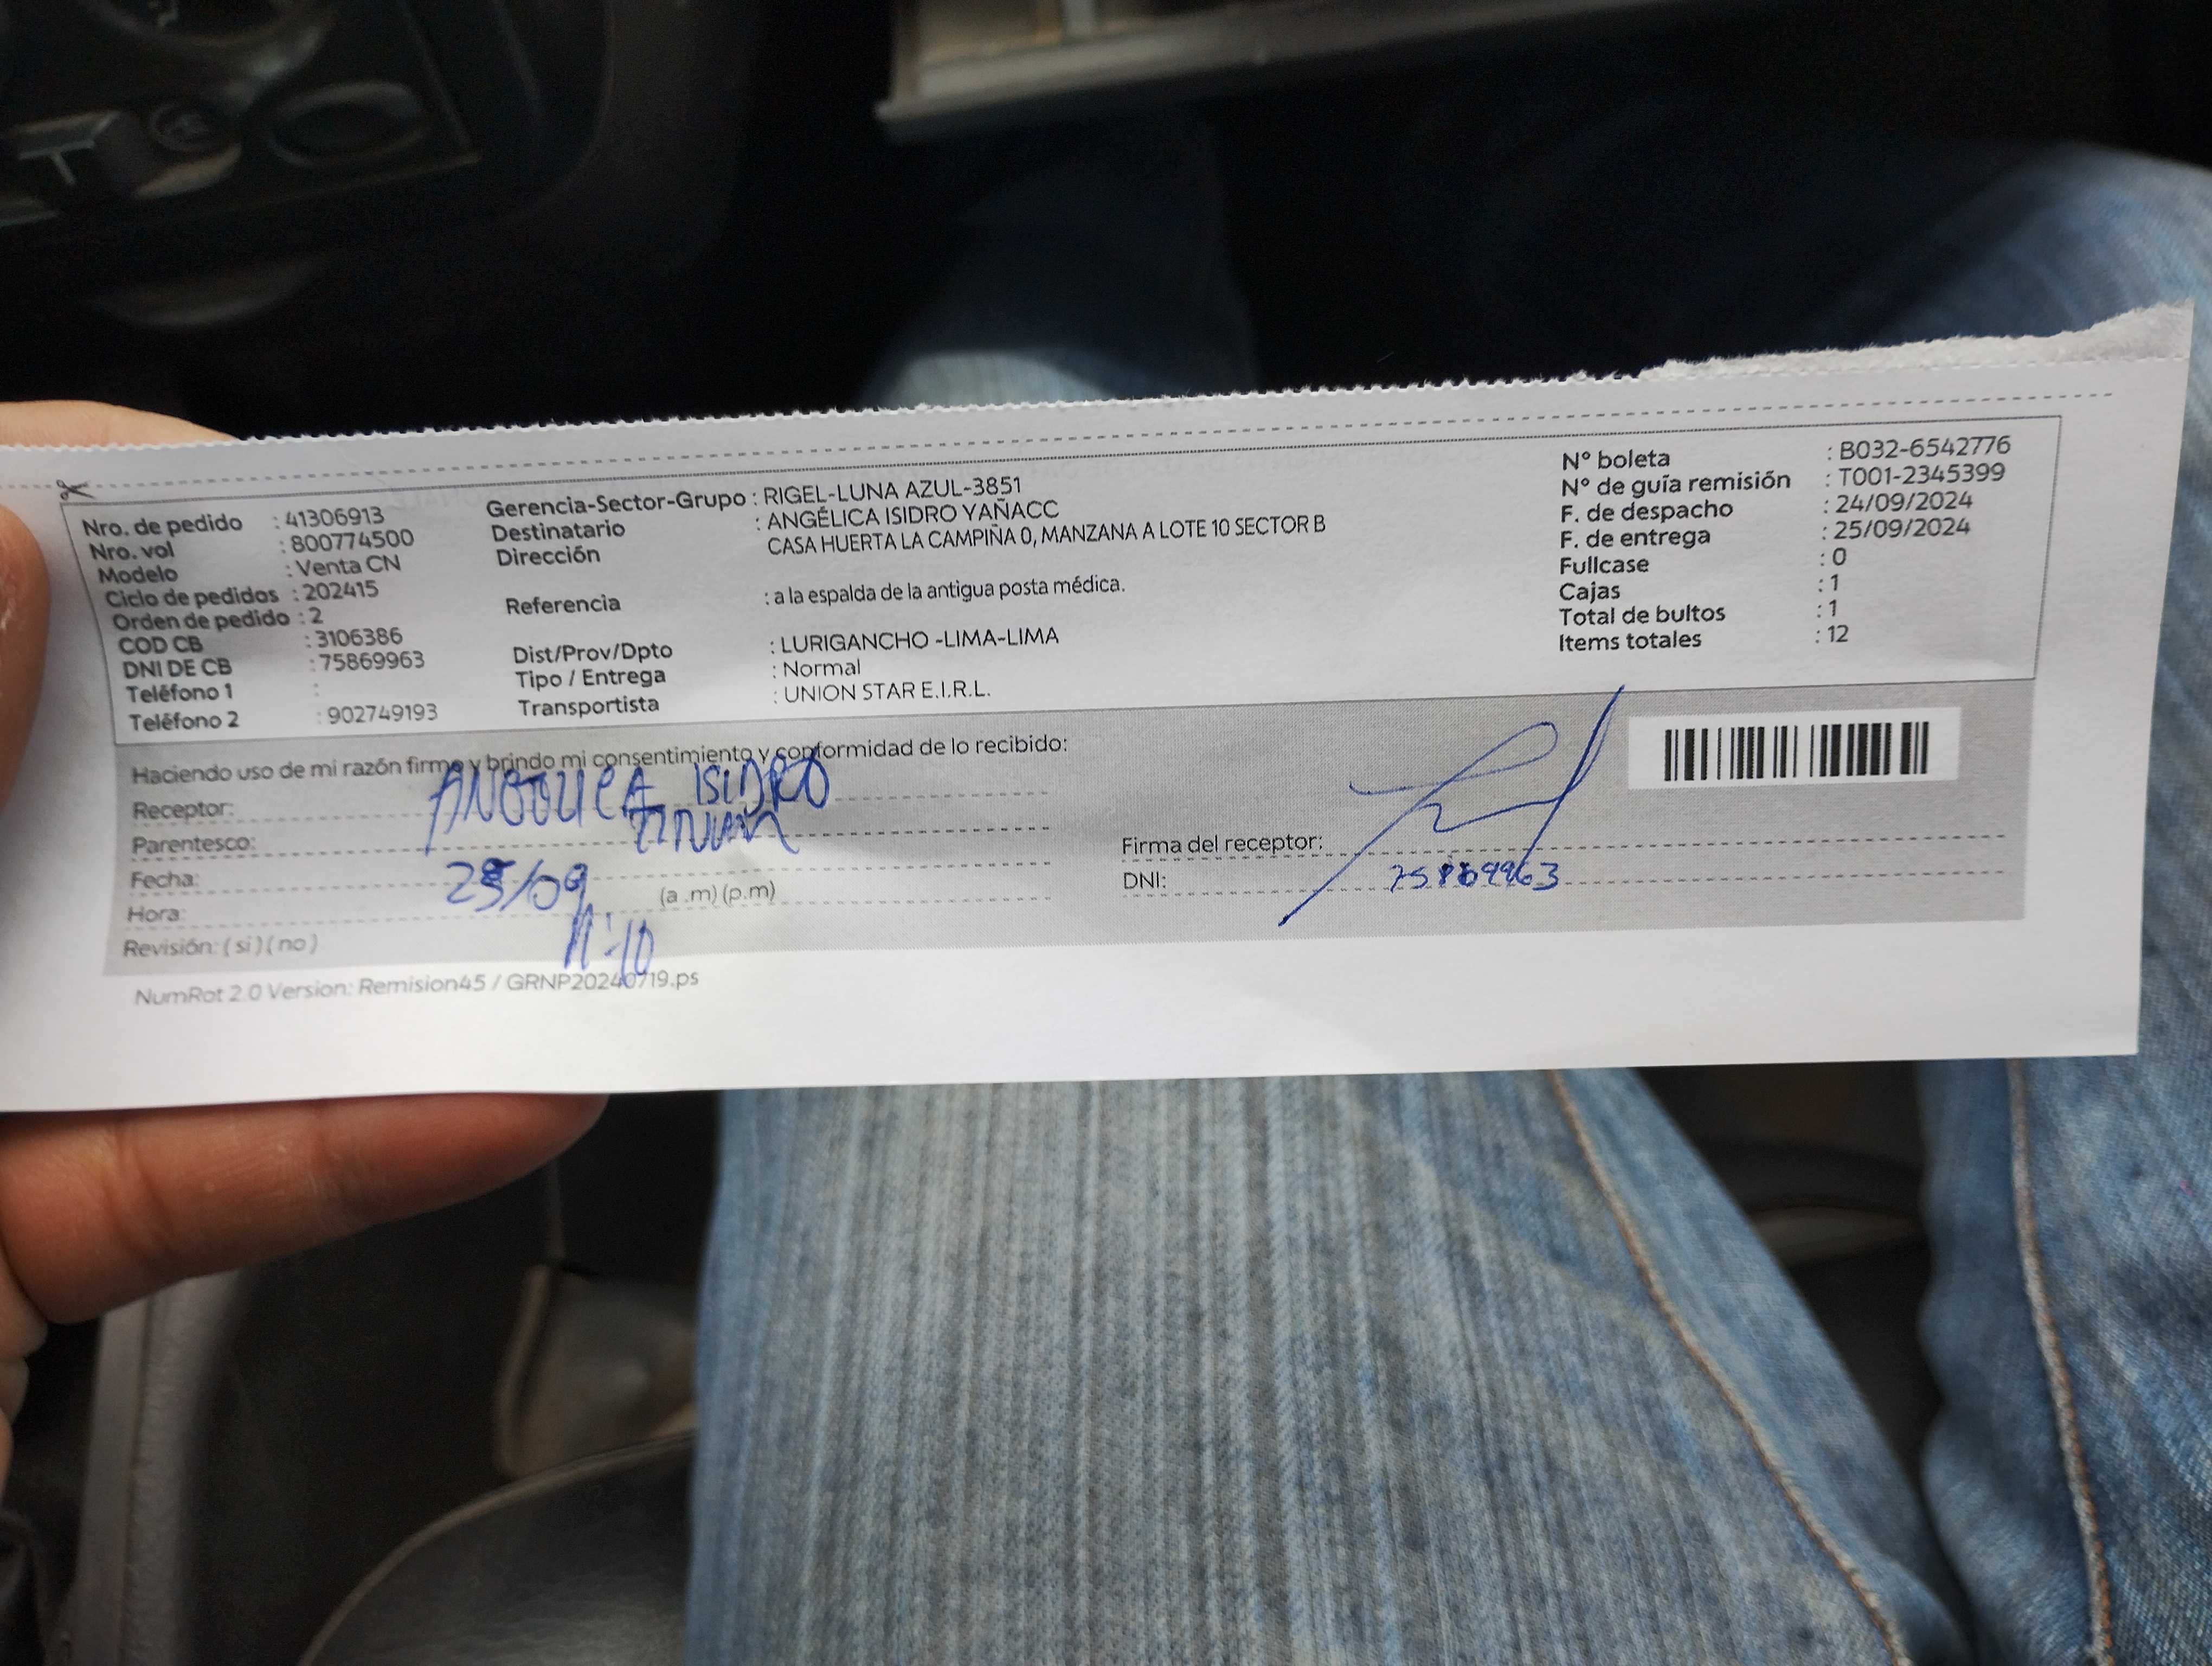 Nro. de pedido : 41306913
Nro. vol : 800774500
Modelo : Venta CN
Ciclo de pedidos : 202415
Orden de pedido : 2
COD CB : 3106386
DNI DE CB : 75869963
Teléfono 1 :
Teléfono 2 : 902749193
Gerencia-Sector-Grupo : RIGEL-LUNA AZUL-3851
Destinatario : ANGÉLICA ISIDRO YAÑACC
Dirección CASA HUERTA LA CAMPIÑA 0, MANZANA A LOTE 10 SECTOR B
Referencia : a la espalda de la antigua posta médica.
Dist/Prov/Dpto : LURIGANCHO -LIMA-LIMA
Tipo / Entrega : Normal
Transportista : UNION STAR E.I.R.L.
N° boleta : B032-6542776
N° de guía remisión : T001-2345399
F. de despacho : 24/09/2024
F. de entrega : 25/09/2024
Fullcase : 0
Cajas : 1
Total de bultos : 1
Items totales : 12
Haciendo uso de mi razón firmo y brindo mi consentimiento y conformidad de lo recibido:
Receptor: ISIDRO
Parentesco:
Fecha: 25/09
Hora: (a .m) (p.m) 11:10
Revisión: ( si ) ( no )
Firma del receptor:
DNI:
NumRot 2.0 Version: Remision45 / GRNP20240719.ps